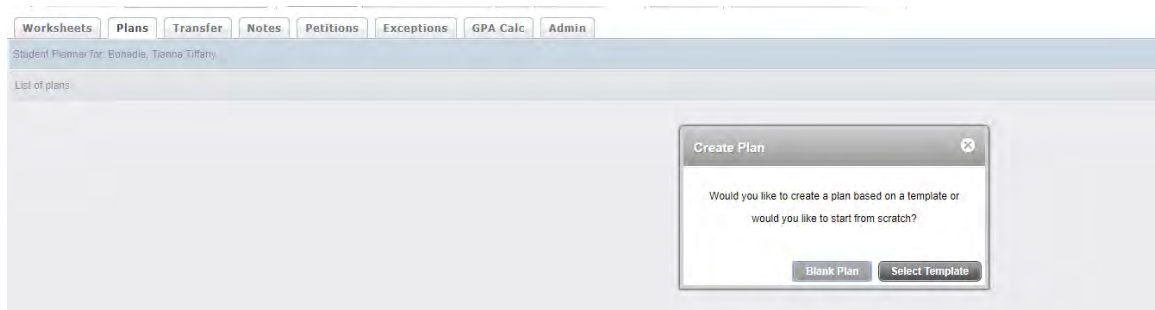 Worksheets Plans Transfer Notes Petitions Exceptions GPA Calc Admin
Student Planner for: Bonadie, Tianna Tiffany
List of plans
Create Plan
Would you like to create a plan based on a template or
would you like to start from scratch?
Blank Plan Select Template